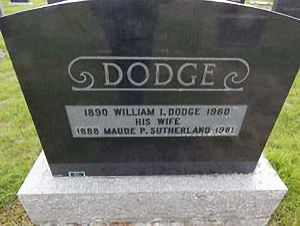 DODGE
1890 WILLIAM I. DODGE 1960
HIS WIFE
1888 MAUDE P. SUTHERLAND 1981